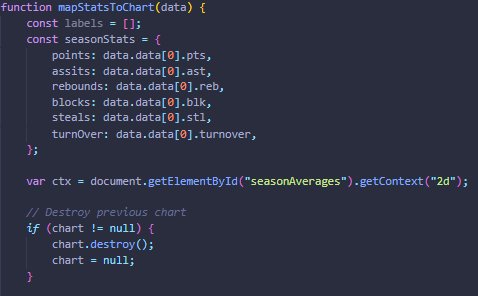 function mapStatsToChart(data) {
    const labels = [];
    const seasonStats = {
        points: data.data[0].pts,
        assits: data.data[0].ast,
        rebounds: data.data[0].reb,
        blocks: data.data[0].blk,
        steals: data.data[0].stl,
        turnOver: data.data[0].turnover,
    };

    var ctx = document.getElementById("seasonAverages").getContext("2d");

    // Destroy previous chart
    if (chart != null) {
        chart.destroy();
        chart = null;
    }